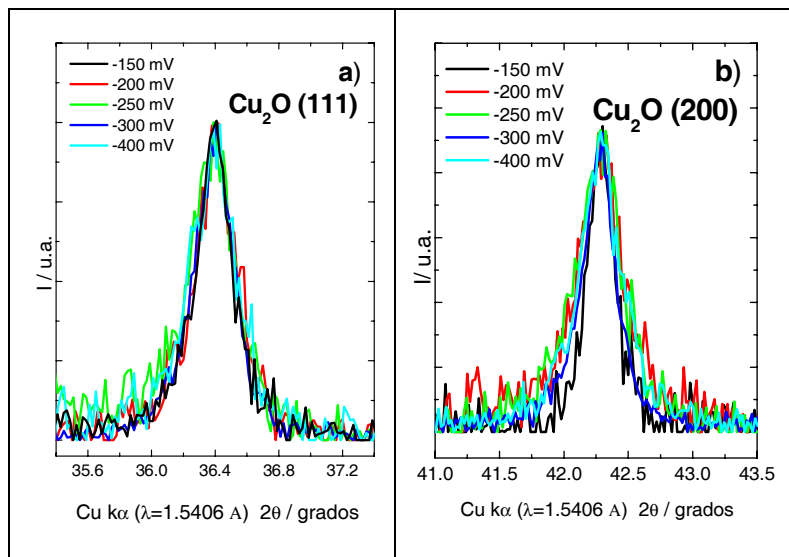 a)
-150 mV
-200 mV
-250 mV
-300 mV
-400 mV
Cu₂O (111)
I / u.a.
35.6 36.0 36.4 36.8 37.2
Cu kα (λ=1.5406 A) 2θ / grados
b)
-150 mV
-200 mV
-250 mV
-300 mV
-400 mV
Cu₂O (200)
I/ u.a.
41.0 41.5 42.0 42.5 43.0 43.5
Cu kα (λ=1.5406 A) 2θ / grados